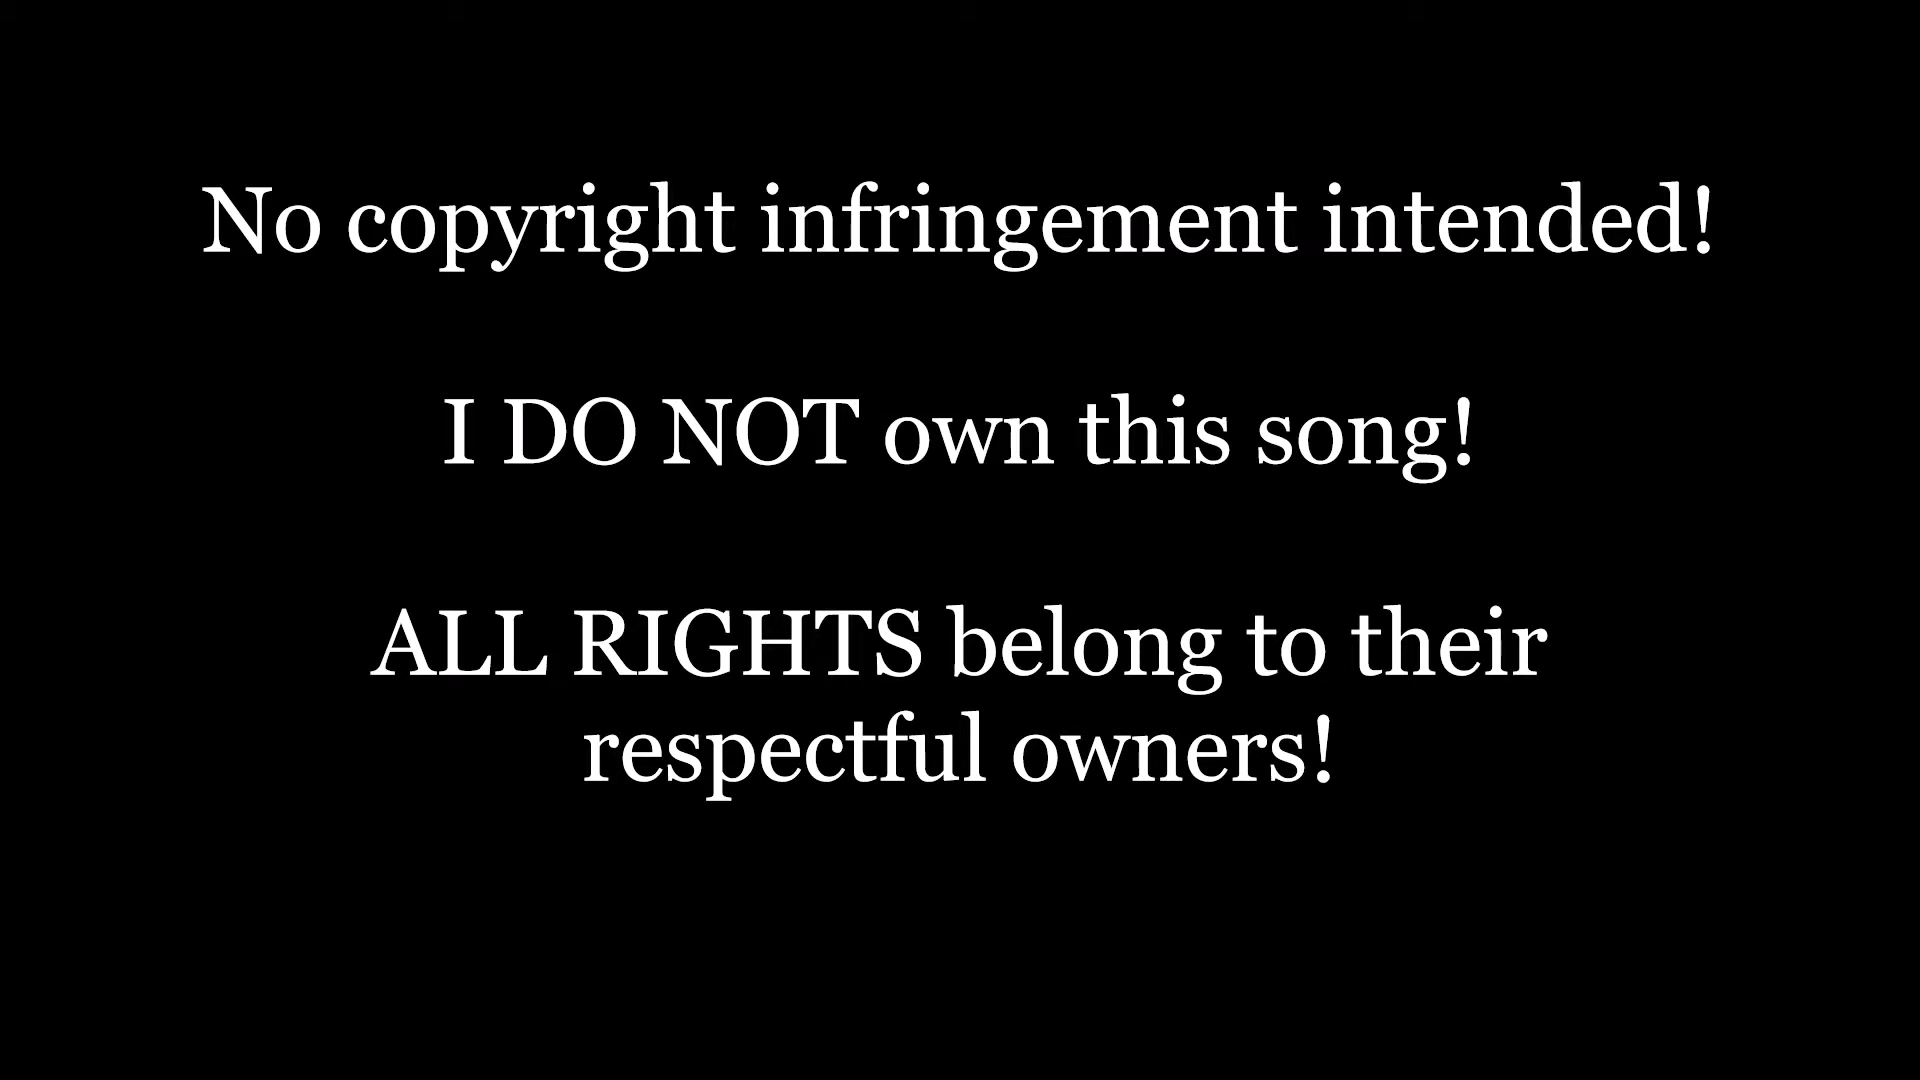 No copyright infringement intended!
I DO NOT own this song!
ALL RIGHTS belong to their
respectful owners!